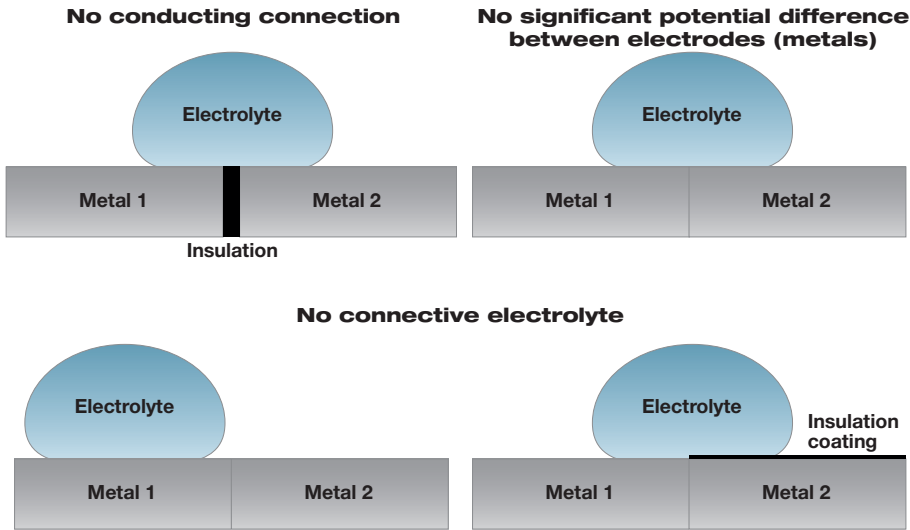 No conducting connection
Electrolyte
Metal 1
Metal 2
Insulation
No significant potential difference
between electrodes (metals)
Electrolyte
Metal 1
Metal 2
No connective electrolyte
Electrolyte
Metal 1
Metal 2
Electrolyte
Insulation
coating
Metal 1
Metal 2